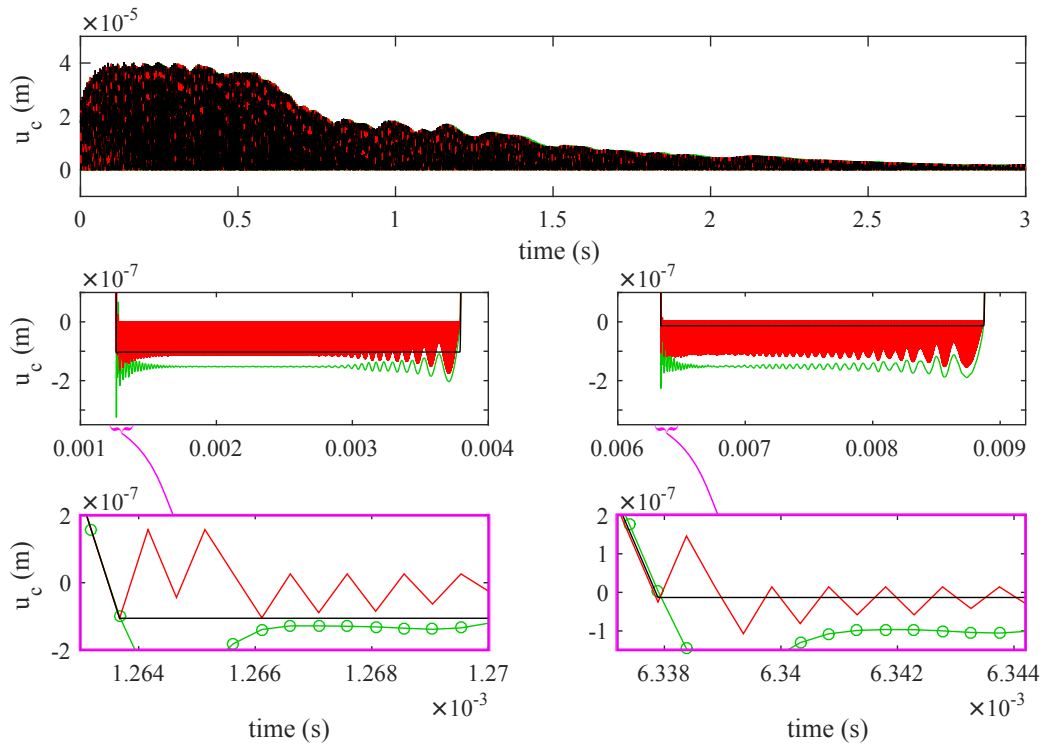 ×10⁻⁵
u_c (m)
4
2
0
0 0.5 1 1.5 2 2.5 3
time (s)
×10⁻⁷
u_c (m)
0
-2
0.001 0.002 0.003 0.004
×10⁻⁷
u_c (m)
0
-2
0.006 0.007 0.008 0.009
×10⁻⁷
u_c (m)
2
0
-2
1.264 1.266 1.268 1.27
×10⁻³
time (s)
×10⁻⁷
u_c (m)
2
1
0
-1
6.338 6.34 6.342 6.344
×10⁻³
time (s)